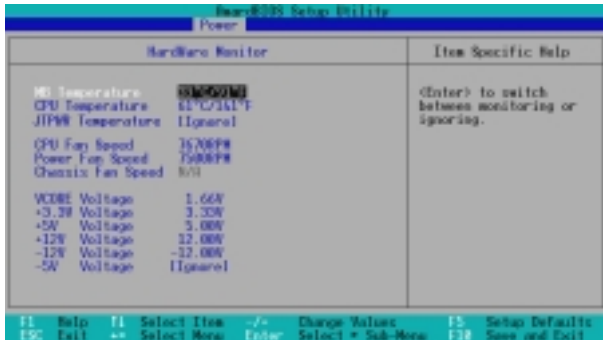 AwardBIOS Setup Utility
Power
HardWare Monitor
Item Specific Help
MB Temperature
CPU Temperature 61°C/141°F
JTPWR Temperature [Ignore]
CPU Fan Speed
Power Fan Speed
Chassis Fan Speed N/A
VCORE Voltage 1.66V
+3.3V Voltage 3.33V
+5V Voltage 5.00V
+12V Voltage 12.00V
-12V Voltage -12.00V
-5V Voltage [Ignore]
<Enter> to switch
between monitoring or
ignoring.
F1 Help ↑↓ Select Item -/+ Change Values F5 Setup Defaults
ESC Exit ←→ Select Menu Enter Select ► Sub-Menu F10 Save and Exit